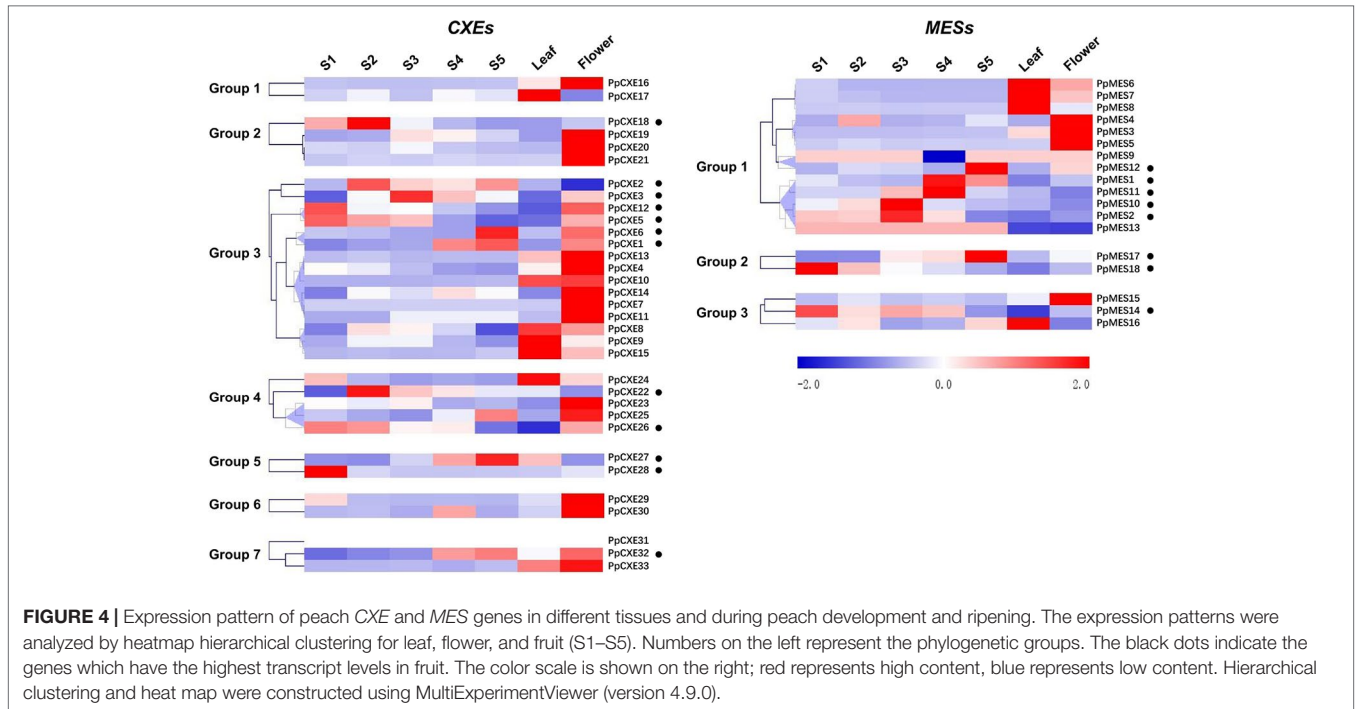 CXEs
S1 S2 S3 S4 S5 Leaf Flower
Group 1
PpCXE16
PpCXE17
Group 2
PpCXE18
PpCXE19
PpCXE20
PpCXE21
Group 3
PpCXE2
PpCXE3
PpCXE12
PpCXE5
PpCXE6
PpCXE1
PpCXE13
PpCXE4
PpCXE10
PpCXE14
PpCXE7
PpCXE11
PpCXE8
PpCXE9
PpCXE15
Group 4
PpCXE24
PpCXE22
PpCXE23
PpCXE25
PpCXE26
Group 5
PpCXE27
PpCXE28
Group 6
PpCXE29
PpCXE30
Group 7
PpCXE31
PpCXE32
PpCXE33
MESs
S1 S2 S3 S4 S5 Leaf Flower
Group 1
PpMES6
PpMES7
PpMES8
PpMES4
PpMES3
PpMES5
PpMES9
PpMES12
PpMES1
PpMES11
PpMES10
PpMES2
PpMES13
Group 2
PpMES17
PpMES18
Group 3
PpMES15
PpMES14
PpMES16
-2.0 0.0 2.0
FIGURE 4 | Expression pattern of peach CXE and MES genes in different tissues and during peach development and ripening. The expression patterns were
analyzed by heatmap hierarchical clustering for leaf, flower, and fruit (S1–S5). Numbers on the left represent the phylogenetic groups. The black dots indicate the
genes which have the highest transcript levels in fruit. The color scale is shown on the right; red represents high content, blue represents low content. Hierarchical
clustering and heat map were constructed using MultiExperimentViewer (version 4.9.0).